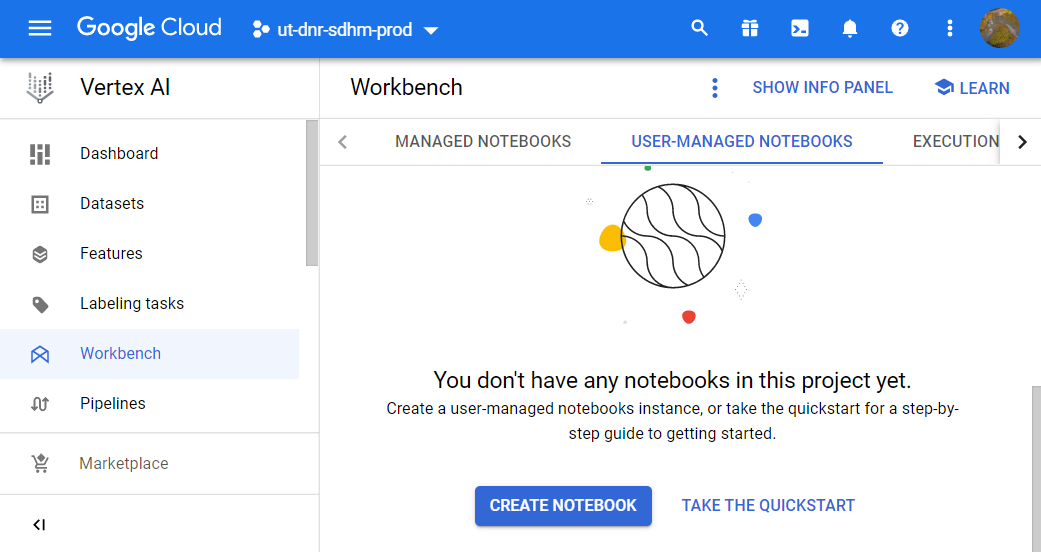 Google Cloud
ut-dnr-sdhm-prod
Vertex AI
Workbench
SHOW INFO PANEL
LEARN
Dashboard
Datasets
Features
Labeling tasks
Workbench
Pipelines
Marketplace
MANAGED NOTEBOOKS
USER-MANAGED NOTEBOOKS
EXECUTION
You don't have any notebooks in this project yet.
Create a user-managed notebooks instance, or take the quickstart for a step-by-
step guide to getting started.
CREATE NOTEBOOK
TAKE THE QUICKSTART